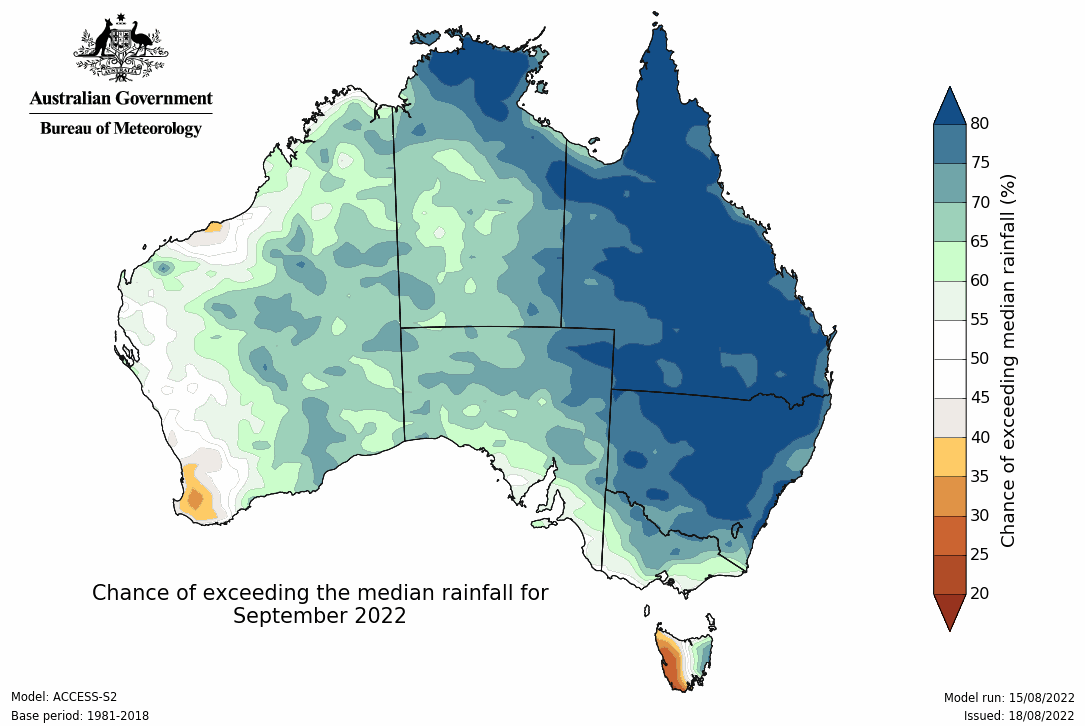 Australian Government
Bureau of Meteorology
80
75
70
65
60
55
50
45
40
35
30
25
20
Chance of exceeding median rainfall (%)
Chance of exceeding the median rainfall for
September 2022
Model: ACCESS-S2
Base period: 1981-2018
Model run: 15/08/2022
Issued: 18/08/2022